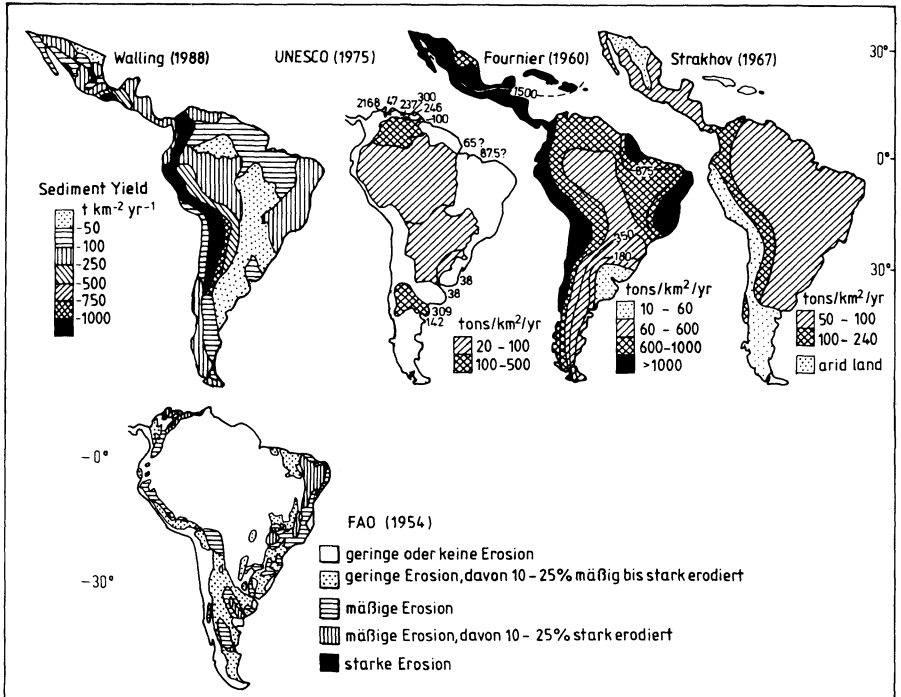 Walling (1988)
UNESCO (1975)
Fournier (1960)
Strakhov (1967)
30°
0°
30°
Sediment Yield
t km-2 yr-1
-50
-100
-250
-500
-750
-1000
2168
47
237
300
246
-100
65?
87.5?
38
38
309
142
tons/km2/yr
20 - 100
100-500
1500
875
250
180
tons/km2/yr
10 - 60
60 - 600
600-1000
>1000
tons/km2/yr
50 - 100
100-240
arid land
-0°
-30°
FAO (1954)
geringe oder keine Erosion
geringe Erosion, davon 10 - 25% mäßig bis stark erodiert
mäßige Erosion
mäßige Erosion, davon 10 - 25% stark erodiert
starke Erosion